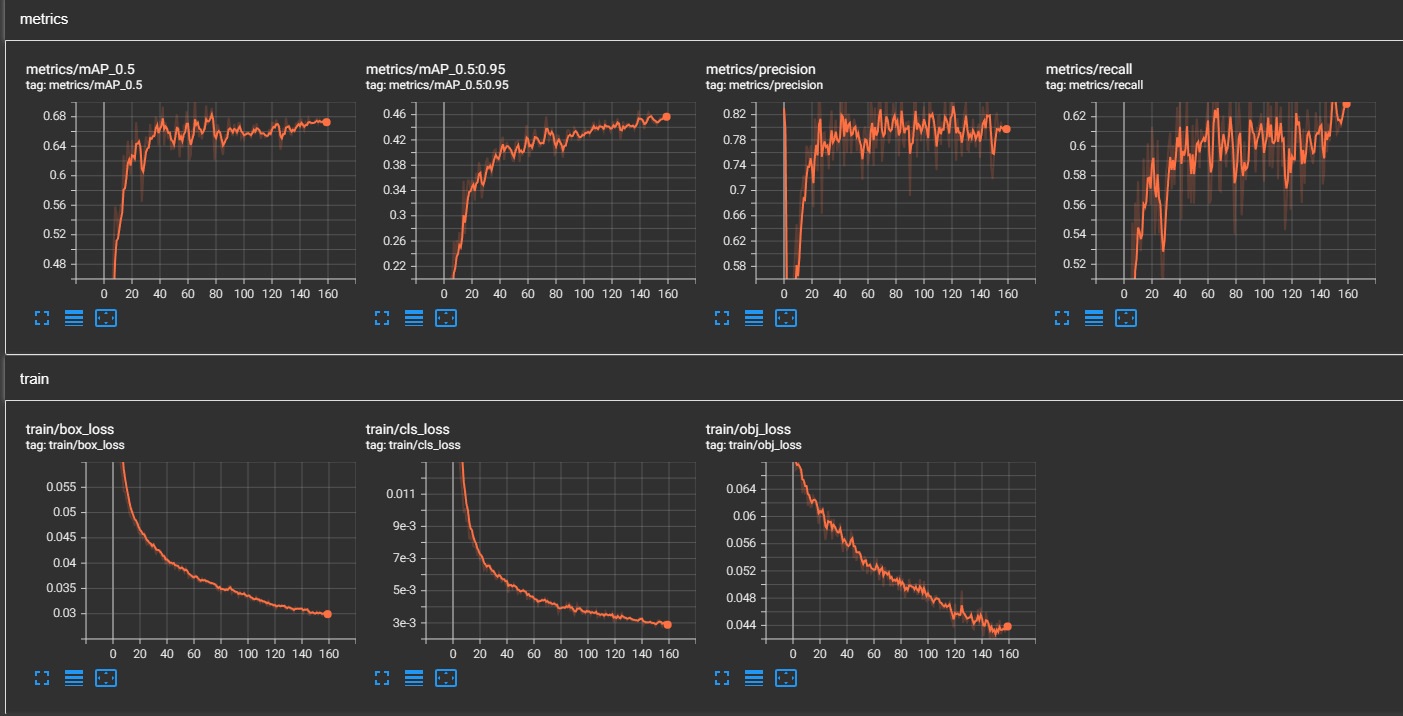 metrics
metrics/mAP_0.5
tag: metrics/mAP_0.5
0.68
0.64
0.6
0.56
0.52
0.48
0 20 40 60 80 100 120 140 160
metrics/mAP_0.5:0.95
tag: metrics/mAP_0.5:0.95
0.46
0.42
0.38
0.34
0.3
0.26
0.22
0 20 40 60 80 100 120 140 160
metrics/precision
tag: metrics/precision
0.82
0.78
0.74
0.7
0.66
0.62
0.58
0 20 40 60 80 100 120 140 160
metrics/recall
tag: metrics/recall
0.62
0.6
0.58
0.56
0.54
0.52
0 20 40 60 80 100 120 140 160
train
train/box_loss
tag: train/box_loss
0.055
0.05
0.045
0.04
0.035
0.03
0 20 40 60 80 100 120 140 160
train/cls_loss
tag: train/cls_loss
0.011
9e-3
7e-3
5e-3
3e-3
0 20 40 60 80 100 120 140 160
train/obj_loss
tag: train/obj_loss
0.064
0.06
0.056
0.052
0.048
0.044
0 20 40 60 80 100 120 140 160